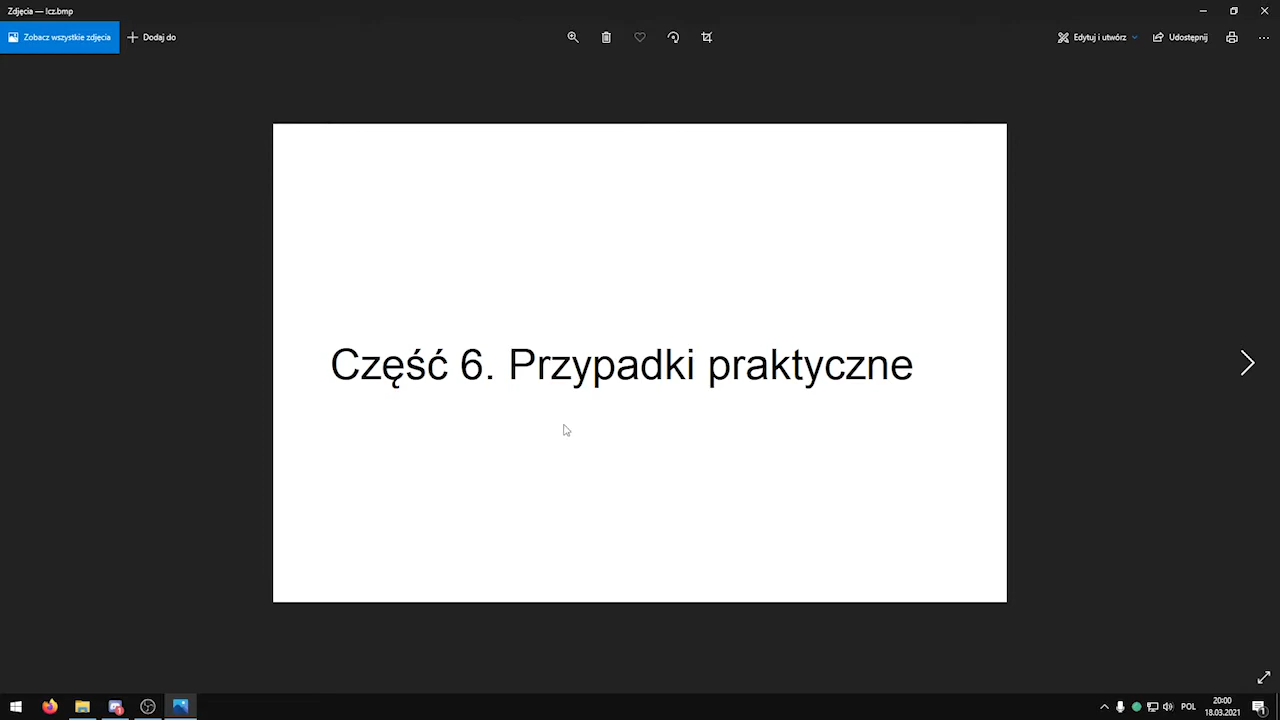 Zdjęcia — !cz.bmp
Zobacz wszystkie zdjęcia
Dodaj do
Edytuj i utwórz
Udostępnij
Część 6. Przypadki praktyczne
POL
20:00
18.03.2021